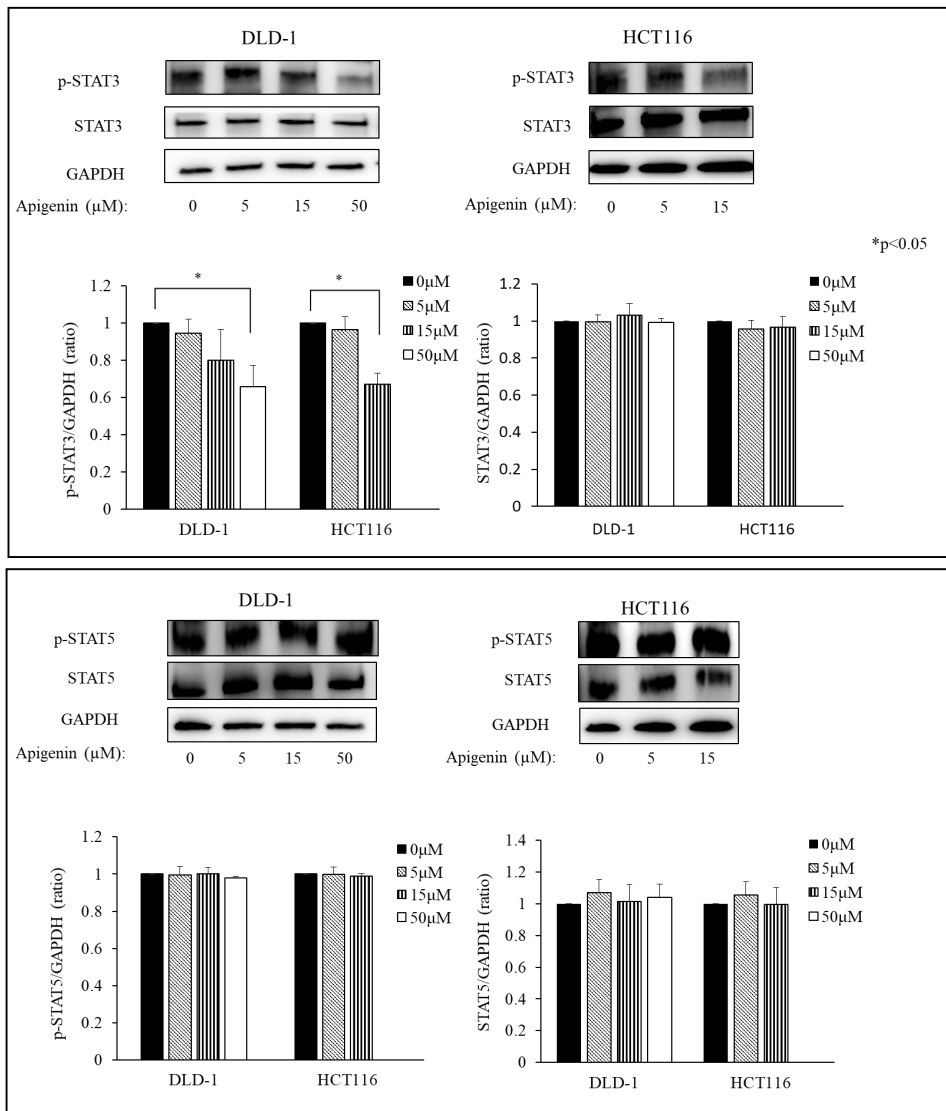 DLD-1
HCT116
p-STAT3
STAT3
GAPDH
Apigenin (µM): 0 5 15 50
p-STAT3
STAT3
GAPDH
Apigenin (µM): 0 5 15
*p<0.05
p-STAT3/GAPDH (ratio)
1.2
1
0.8
0.6
0.4
0.2
0
*
*
0µM
5µM
15µM
50µM
DLD-1 HCT116
STAT3/GAPDH (ratio)
1.2
1
0.8
0.6
0.4
0.2
0
0µM
5µM
15µM
50µM
DLD-1 HCT116
DLD-1
HCT116
p-STAT5
STAT5
GAPDH
Apigenin (µM): 0 5 15 50
p-STAT5
STAT5
GAPDH
Apigenin (µM): 0 5 15
p-STAT5/GAPDH (ratio)
1.2
1
0.8
0.6
0.4
0.2
0
0µM
5µM
15µM
50µM
DLD-1 HCT116
STAT5/GAPDH (ratio)
1.4
1.2
1
0.8
0.6
0.4
0.2
0
0µM
5µM
15µM
50µM
DLD-1 HCT116